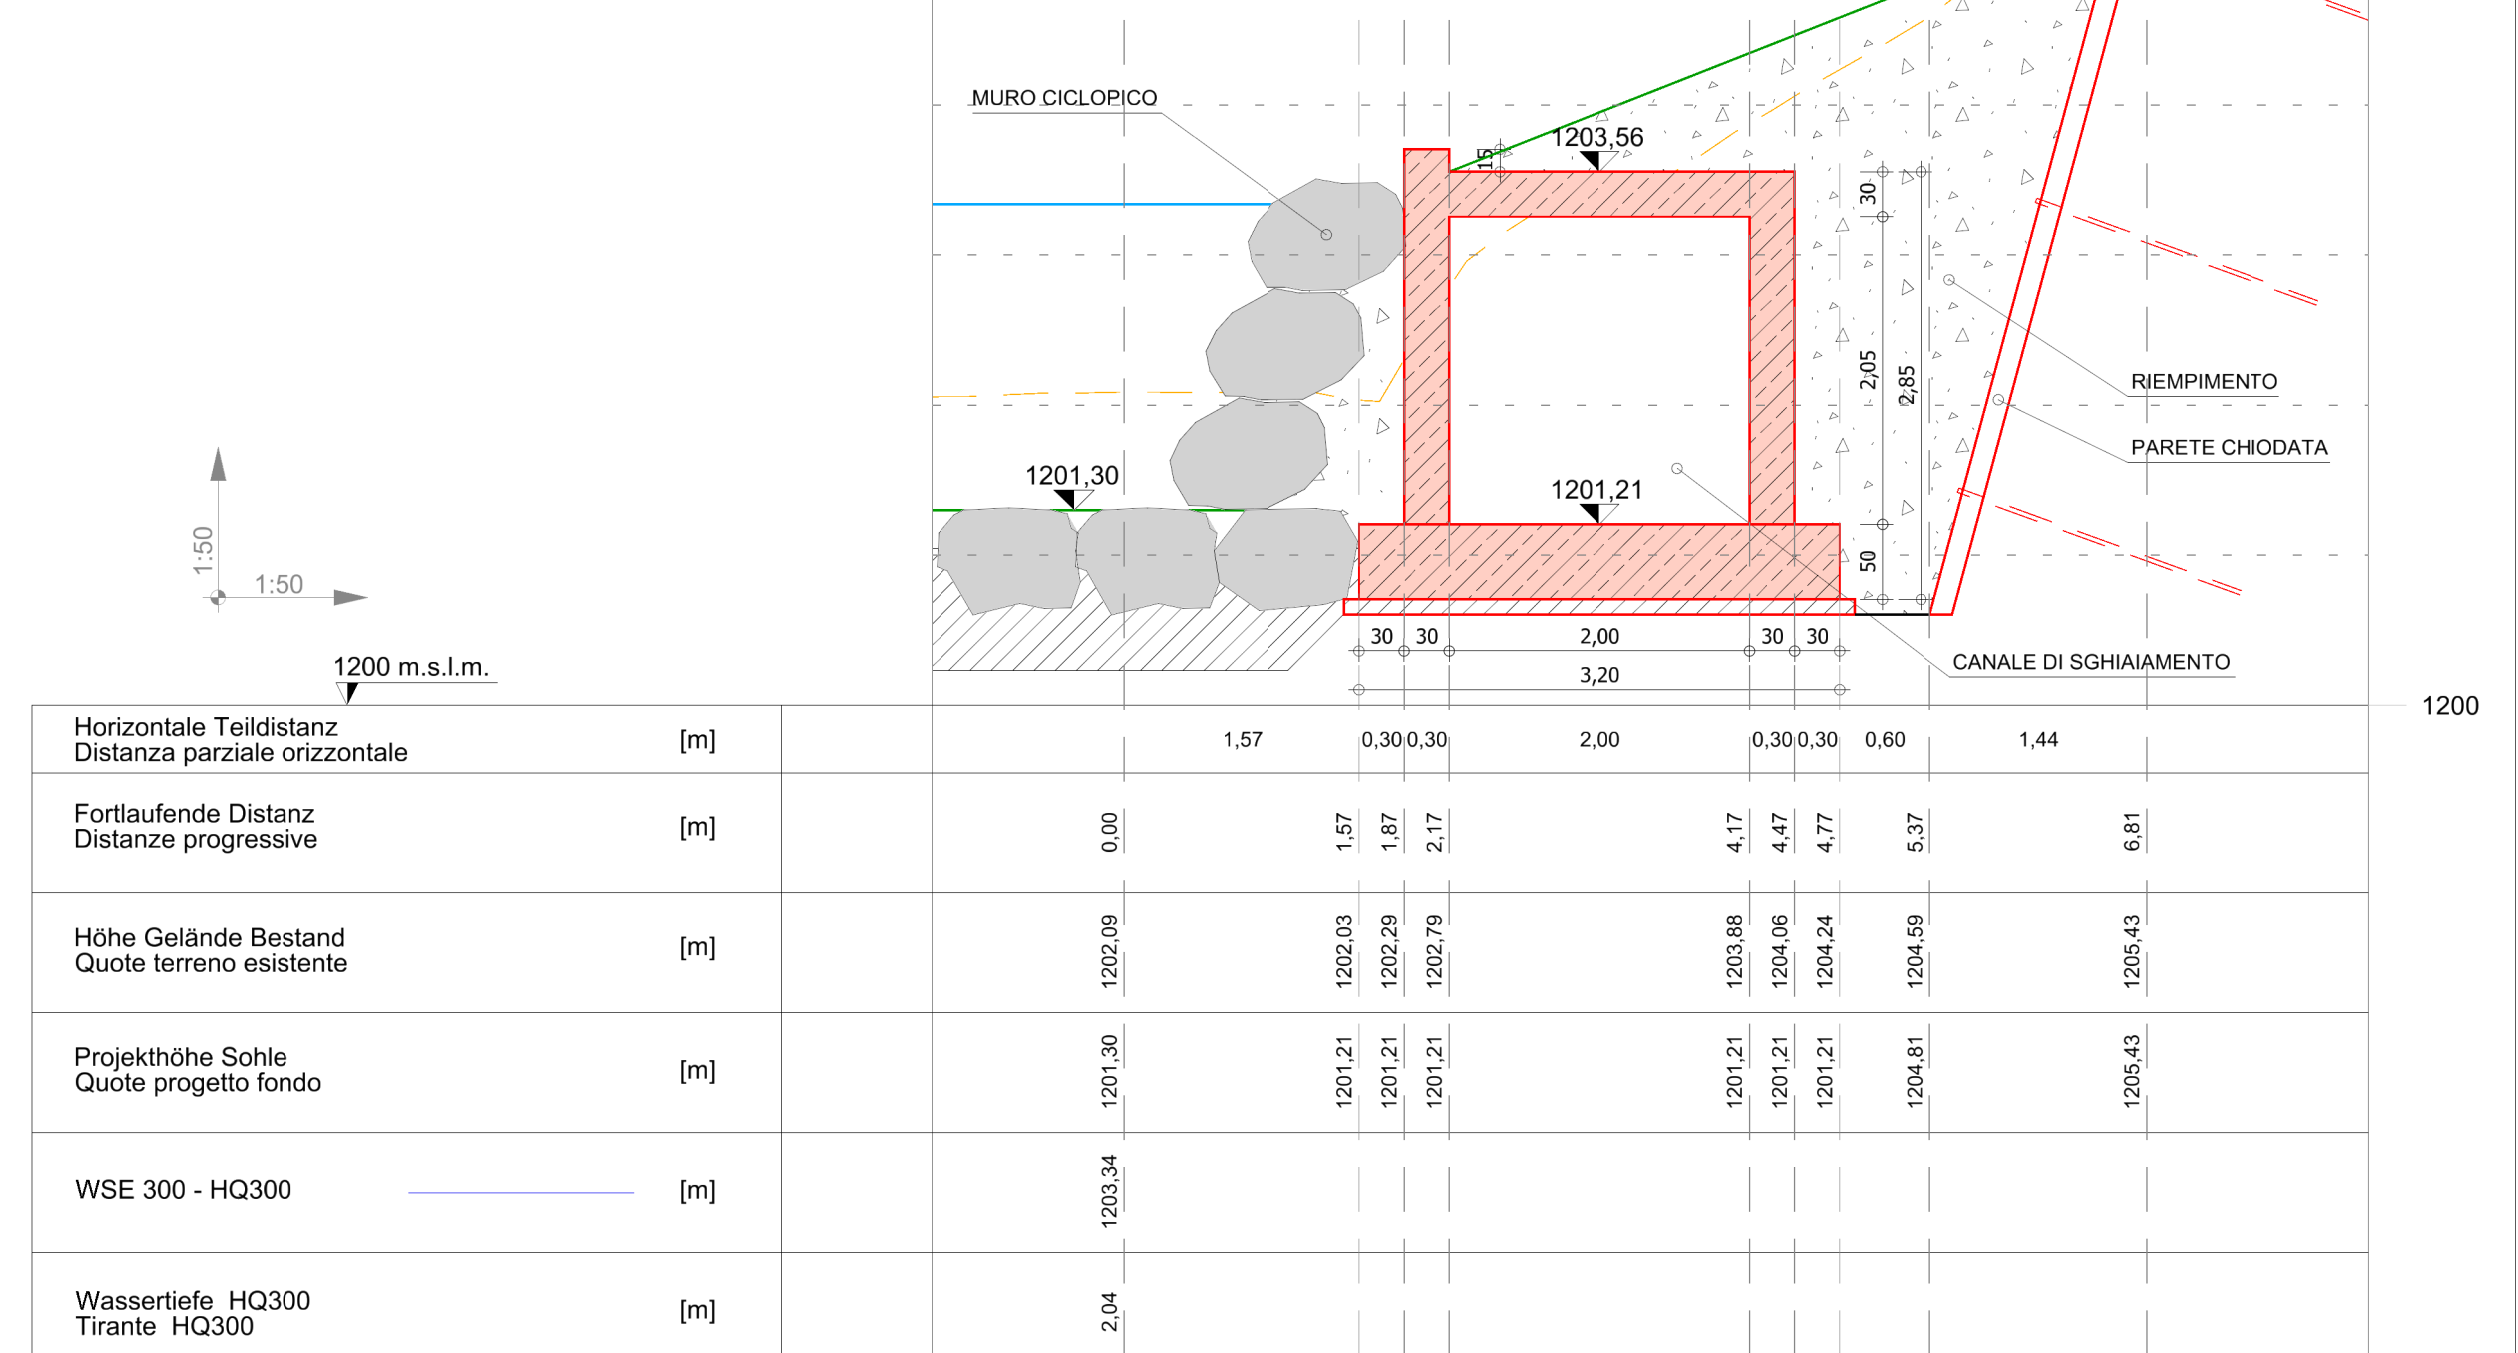 MURO CICLOPICO
1203,56
15
30
2,05
2,85
RIEMPIMENTO
PARETE CHIODATA
1201,30
1201,21
50
1:50
1:50
30 30 2,00 30 30
CANALE DI SGHIAIAMENTO
3,20
1200 m.s.l.m.
1200
Horizontale Teildistanz
Distanza parziale orizzontale
[m]
1,57 0,30 0,30 2,00 0,30 0,30 0,60 1,44
Fortlaufende Distanz
Distanze progressive
[m]
0,00 1,57 1,87 2,17 4,17 4,47 4,77 5,37 6,81
Höhe Gelände Bestand
Quote terreno esistente
[m]
1202,09 1202,03 1202,29 1202,79 1203,88 1204,06 1204,24 1204,59 1205,43
Projekthöhe Sohle
Quote progetto fondo
[m]
1201,30 1201,21 1201,21 1201,21 1201,21 1201,21 1201,21 1204,81 1205,43
WSE 300 - HQ300
[m]
1203,34
Wassertiefe HQ300
Tirante HQ300
[m]
2,04